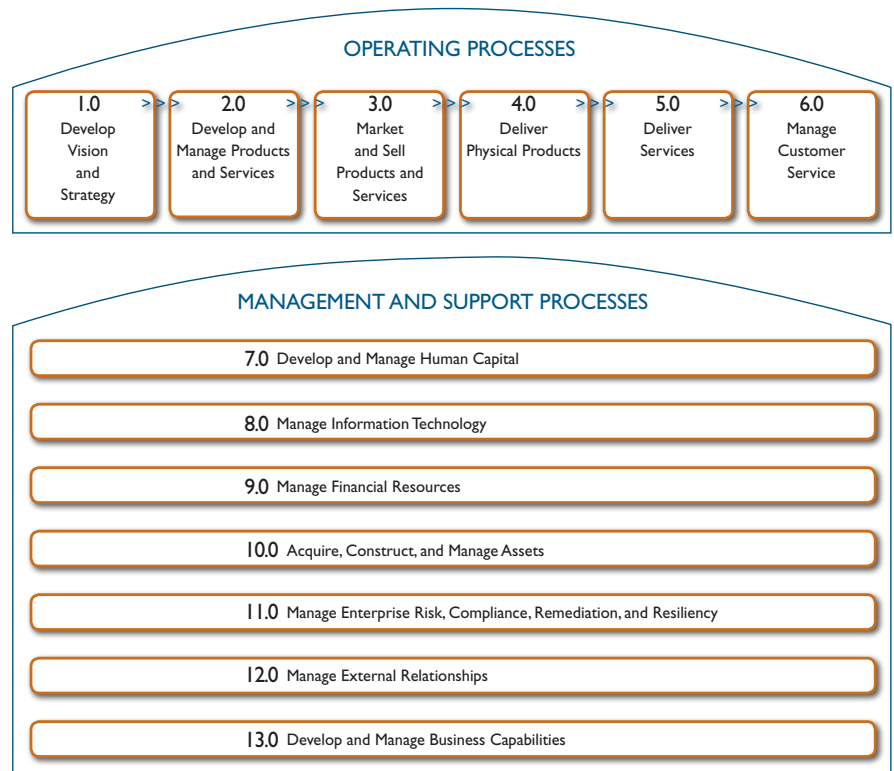 OPERATING PROCESSES
1.0 >>> 2.0 >>> 3.0 >>> 4.0 >>> 5.0 >>> 6.0
Develop
Vision
and
Strategy
Develop and
Manage Products
and Services
Market
and Sell
Products and
Services
Deliver
Physical Products
Deliver
Services
Manage
Customer
Service
MANAGEMENT AND SUPPORT PROCESSES
7.0 Develop and Manage Human Capital
8.0 Manage Information Technology
9.0 Manage Financial Resources
10.0 Acquire, Construct, and Manage Assets
11.0 Manage Enterprise Risk, Compliance, Remediation, and Resiliency
12.0 Manage External Relationships
13.0 Develop and Manage Business Capabilities